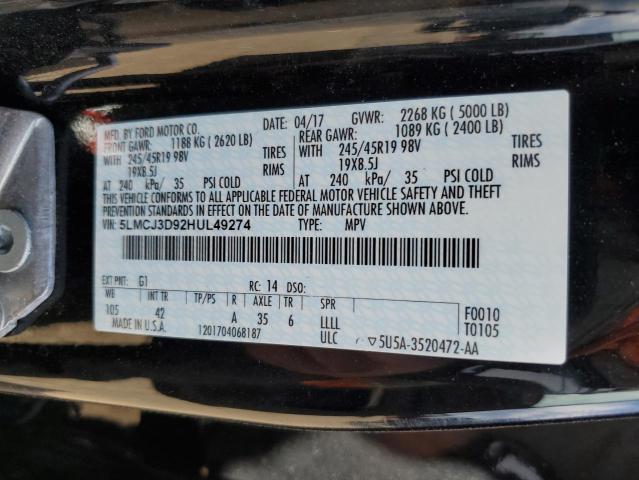 MFD. BY FORD MOTOR CO. DATE: 04/17 GVWR: 2268 KG ( 5000 LB)
FRONT GAWR: 1188 KG ( 2620 LB) REAR GAWR: 1089 KG ( 2400 LB)
WITH 245/45R19 98V TIRES WITH 245/45R19 98V TIRES
19X8.5J RIMS 19X8.5J RIMS
AT 240 kPa/ 35 PSI COLD AT 240 kPa/ 35 PSI COLD
THIS VEHICLE CONFORMS TO ALL APPLICABLE FEDERAL MOTOR VEHICLE SAFETY AND THEFT
PREVENTION STANDARDS IN EFFECT ON THE DATE OF MANUFACTURE SHOWN ABOVE.
VIN: 5LMCJ3D92HUL49274 TYPE: MPV
EXT PNT: G1 RC: 14 DSO:
WB INT TR TP/PS R AXLE TR SPR F0010
105 42 A 35 6 LLLL T0105
MADE IN U.S.A. 1201704068187 ULC ▽5U5A-3520472-AA